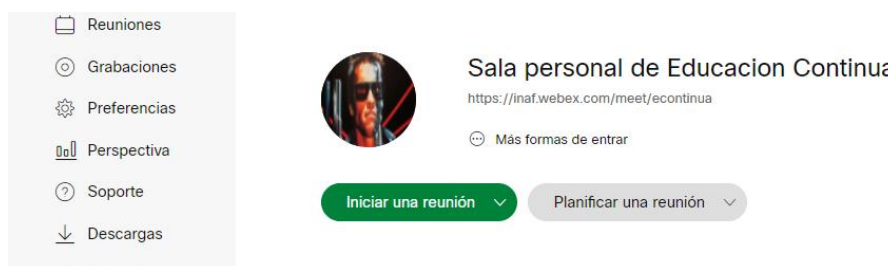 Reuniones
Grabaciones
Preferencias
Perspectiva
Soporte
Descargas
Sala personal de Educacion Continua
https://inaf.webex.com/meet/econtinua
Más formas de entrar
Iniciar una reunión
Planificar una reunión